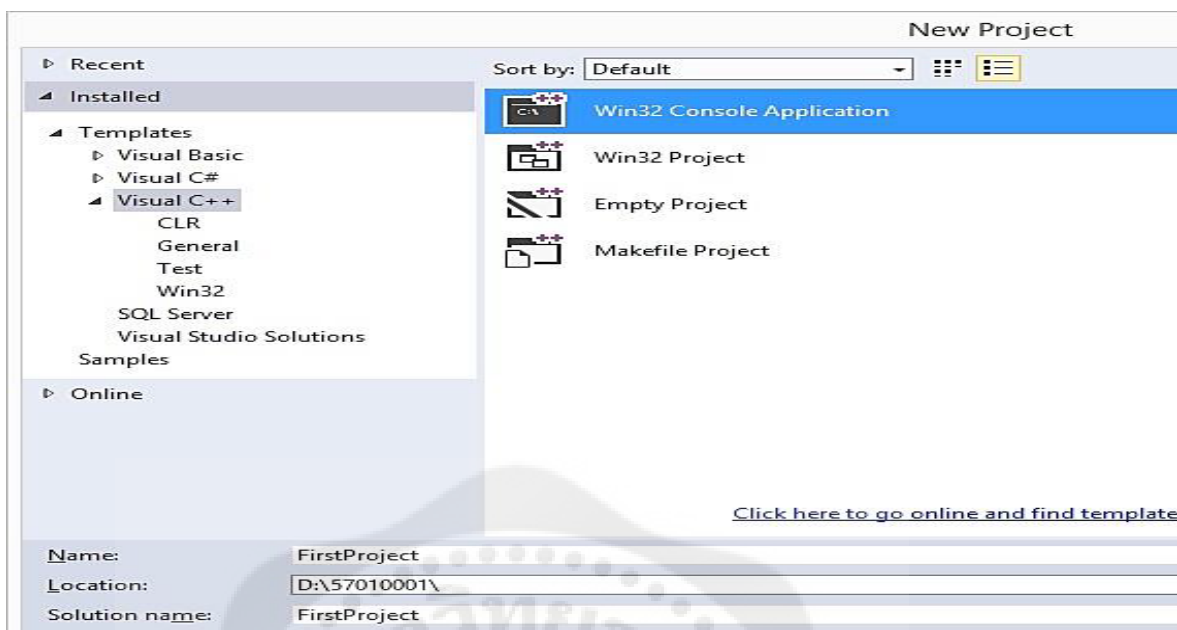 New Project
Recent
Installed
Templates
Visual Basic
Visual C#
Visual C++
CLR
General
Test
Win32
SQL Server
Visual Studio Solutions
Samples
Online
Sort by: Default
Win32 Console Application
Win32 Project
Empty Project
Makefile Project
Click here to go online and find template
Name: FirstProject
Location: D:\57010001\
Solution name: FirstProject